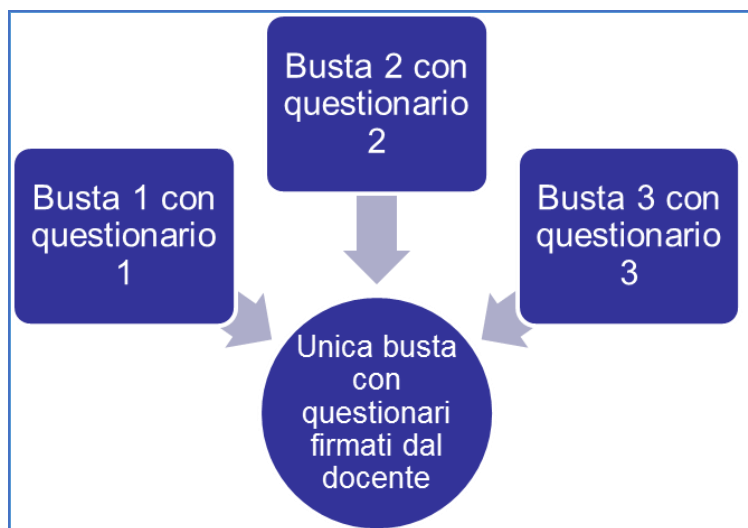 Busta 1 con
questionario
1
Busta 2 con
questionario
2
Busta 3 con
questionario
3
Unica busta
con
questionari
firmati dal
docente